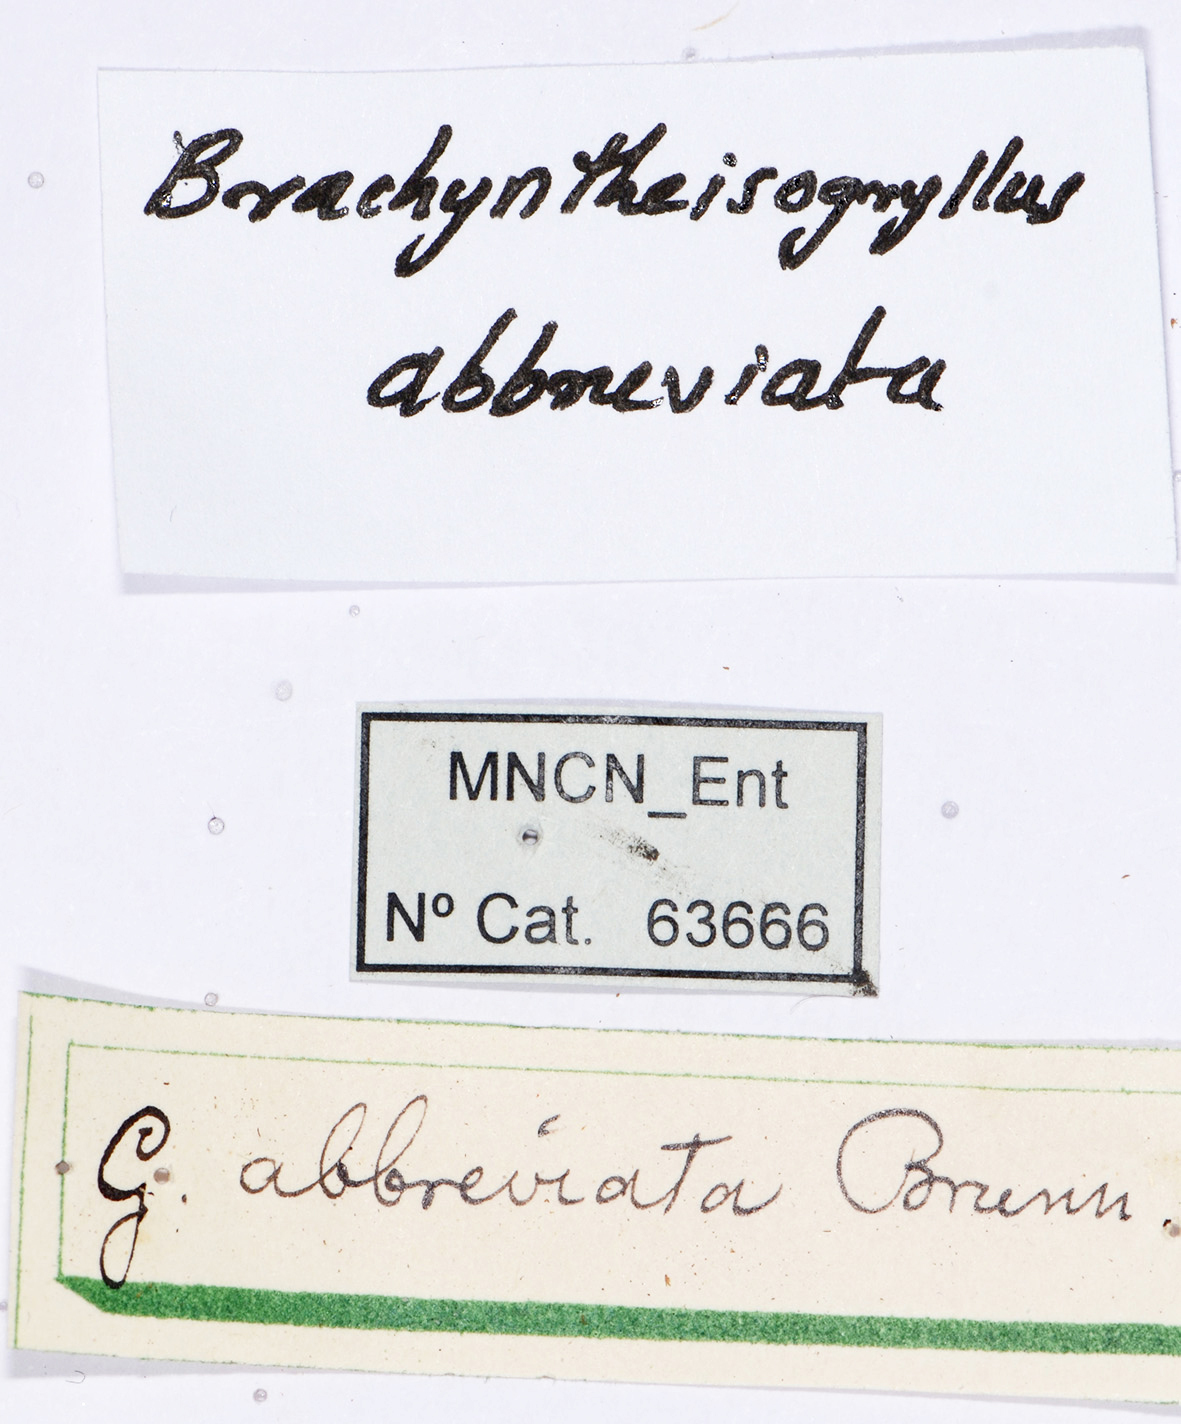 Brachyntheisogryllus
abbreviata
MNCN_Ent
Nº Cat. 63666
G. abbreviata Brunn.